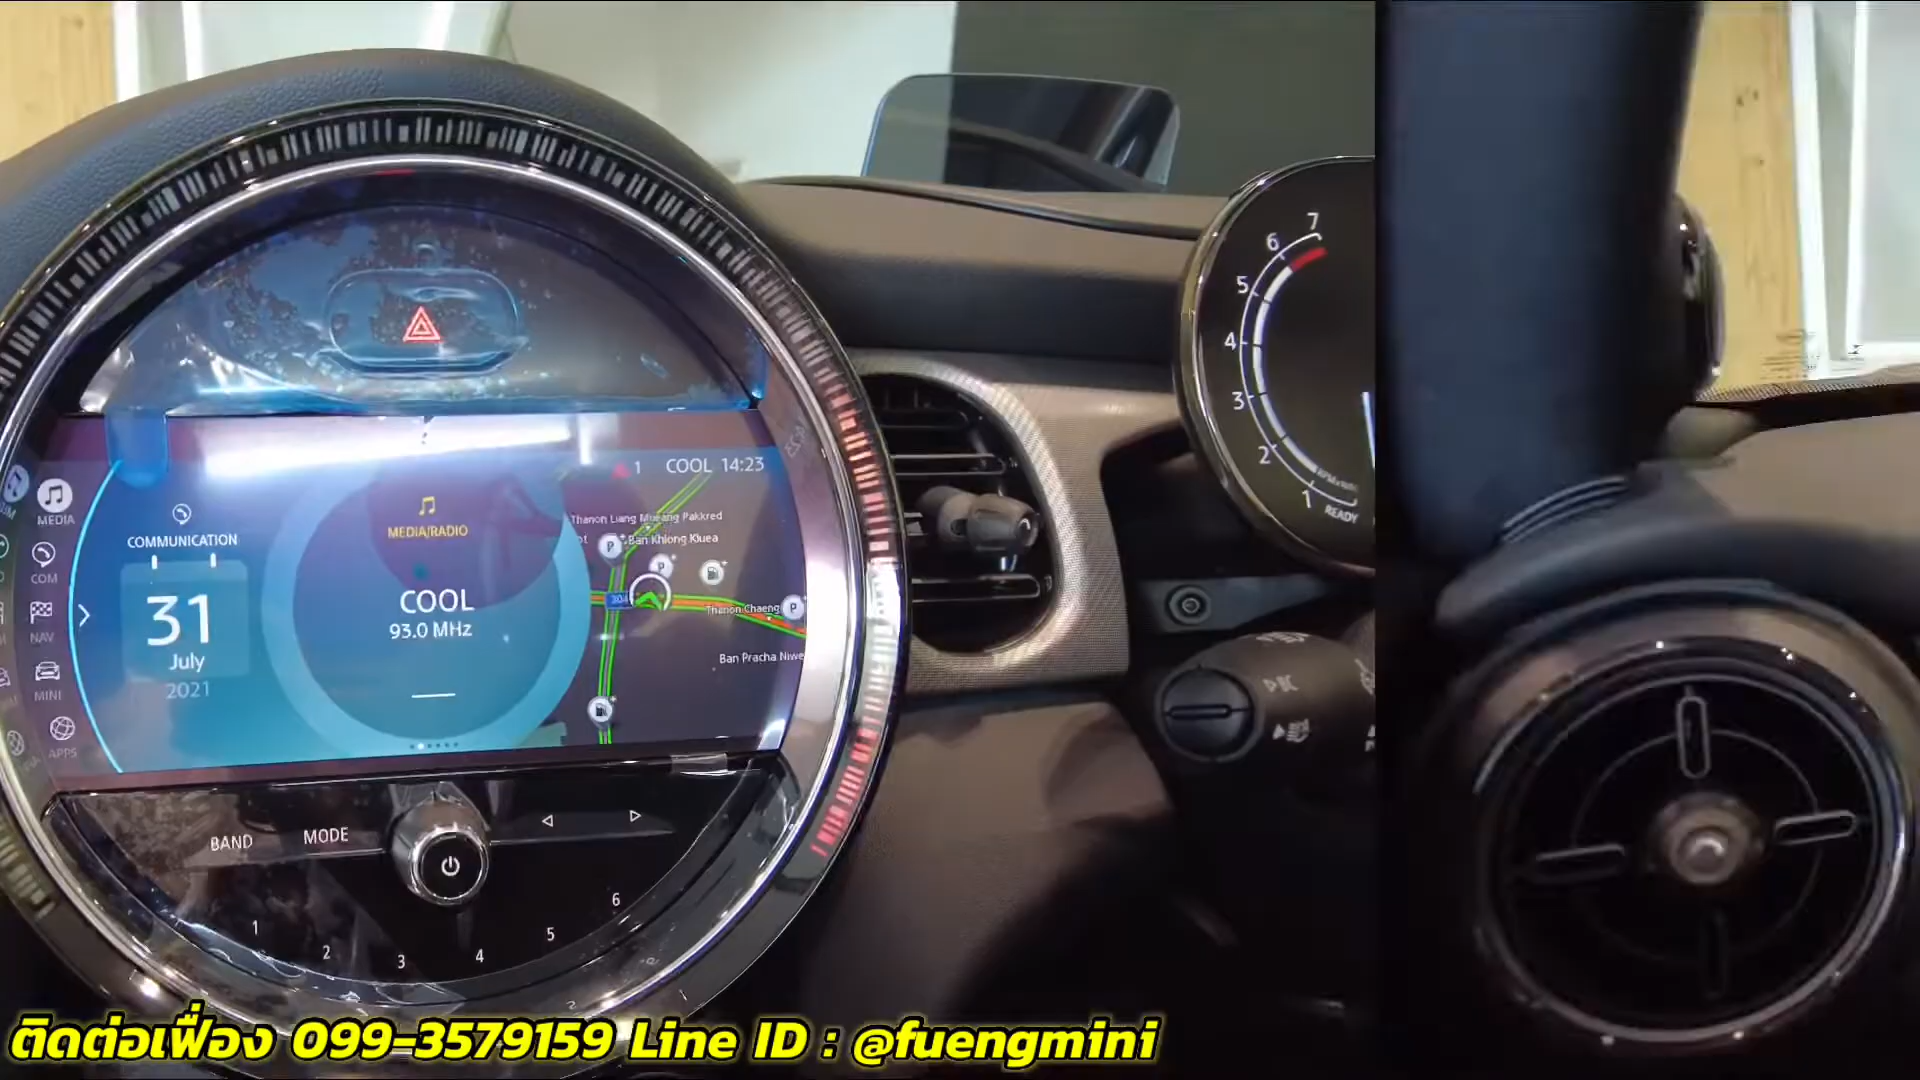 7
6
5
4
3
2
1
READY
1 COOL 14:23
MEDIA
COM
NAV
MINI
APPS
COMMUNICATION
31
July
2021
MEDIA/RADIO
COOL
93.0 MHz
Thanon Liang Mueang Pakkred
Ban Khlong Kluea
P
P
304
Thanon Chaeng
P
Ban Pracha Niwe
BAND
MODE
1
2
3
4
5
6
ติดต่อเฟื่อง 099-3579159 Line ID : @fuengmini